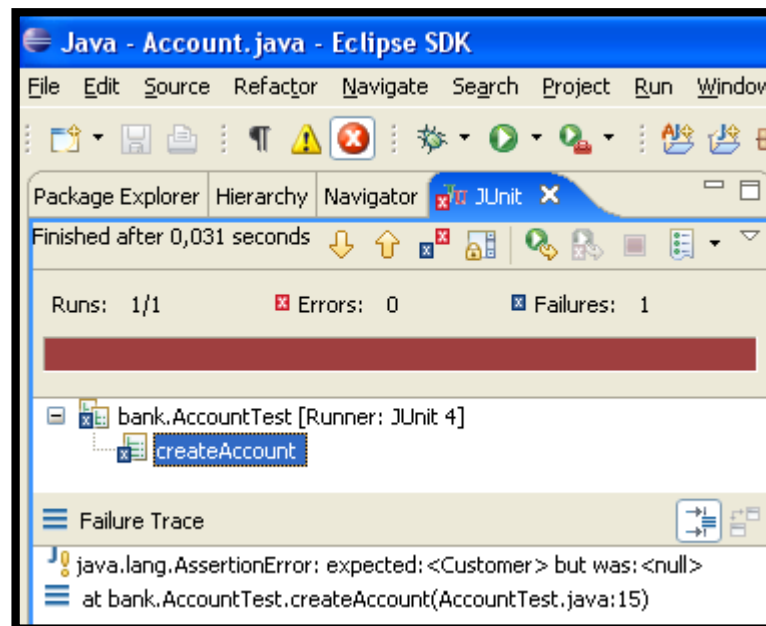 Java - Account.java - Eclipse SDK
File Edit Source Refactor Navigate Search Project Run Window
Package Explorer Hierarchy Navigator JUnit
Finished after 0,031 seconds
Runs: 1/1 Errors: 0 Failures: 1
bank.AccountTest [Runner: JUnit 4]
createAccount
Failure Trace
java.lang.AssertionError: expected:<Customer> but was:<null>
at bank.AccountTest.createAccount(AccountTest.java:15)